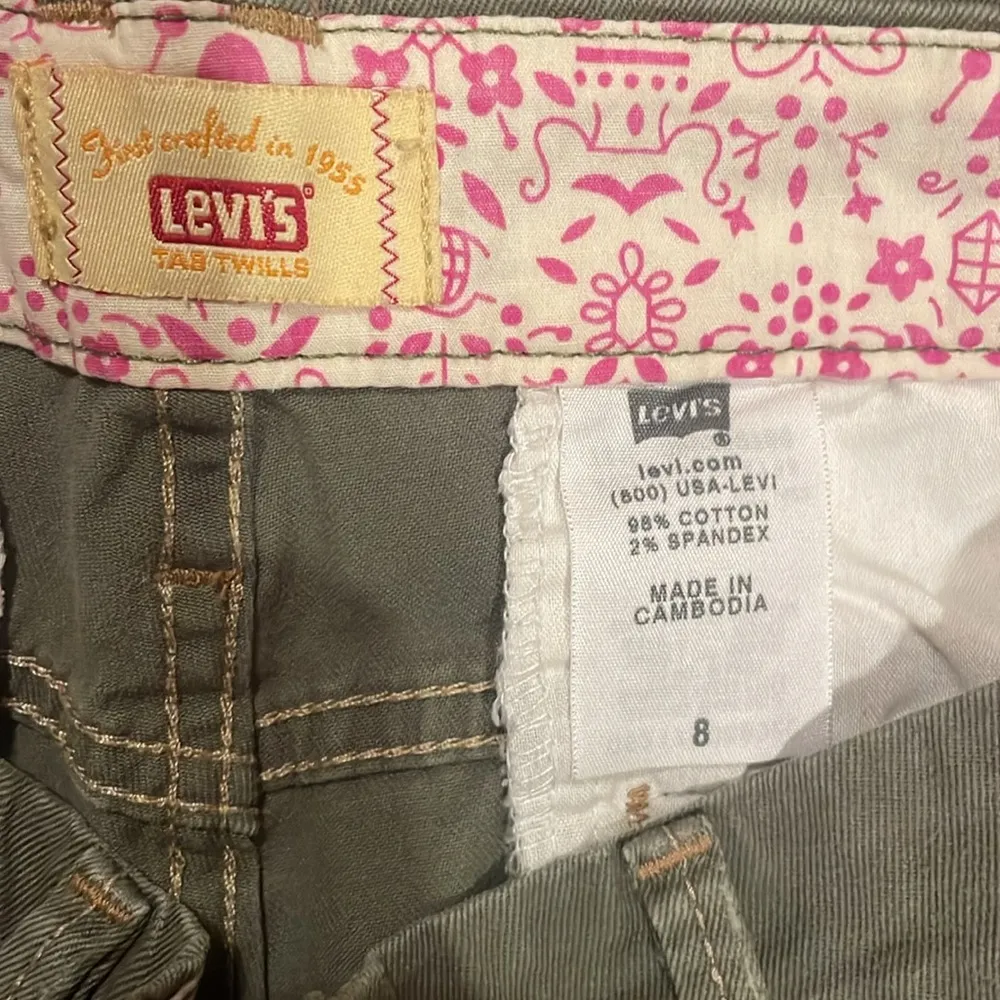 First crafted in 1955
LEVI'S
TAB TWILLS
LEVI'S
®
levi.com
(800) USA-LEVI
98% COTTON
2% SPANDEX
MADE IN
CAMBODIA
8